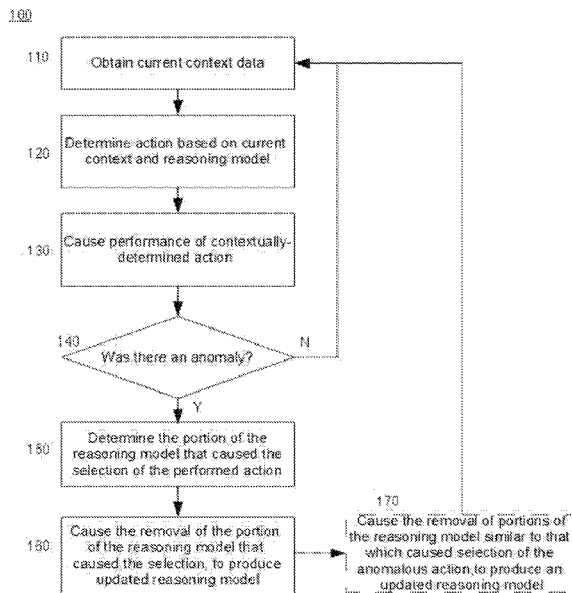 100
110
Obtain current context data
120
Determine action based on current
context and reasoning model
130
Cause performance of contextually-
determined action
140
Was there an anomaly?
N
Y
150
Determine the portion of the
reasoning model that caused the
selection of the performed action
160
Cause the removal of the portion
of the reasoning model that
caused the selection, to produce
updated reasoning model
170
Cause the removal of portions of
the reasoning model similar to that
which caused selection of the
anomalous action,to produce an
updated reasoning model